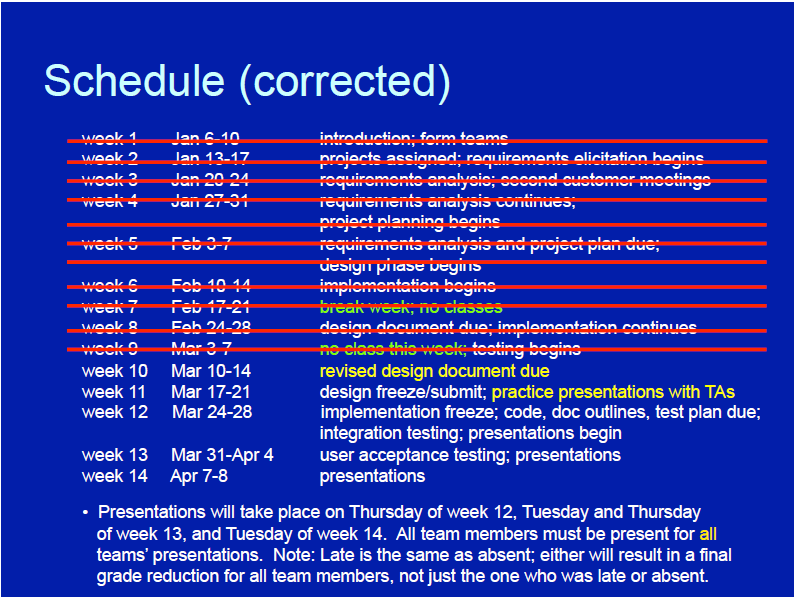 Schedule (corrected)
week 1 Jan 6-10 introduction; form teams
week 2 Jan 13-17 projects assigned; requirements elicitation begins
week 3 Jan 20-24 requirements analysis; second customer meetings
week 4 Jan 27-31 requirements analysis continues;
project planning begins
week 5 Feb 3-7 requirements analysis and project plan due;
design phase begins
week 6 Feb 10-14 implementation begins
week 7 Feb 17-21 break week; no classes
week 8 Feb 24-28 design document due; implementation continues
week 9 Mar 3-7 no class this week; testing begins
week 10 Mar 10-14 revised design document due
week 11 Mar 17-21 design freeze/submit; practice presentations with TAs
week 12 Mar 24-28 implementation freeze; code, doc outlines, test plan due;
integration testing; presentations begin
week 13 Mar 31-Apr 4 user acceptance testing; presentations
week 14 Apr 7-8 presentations
• Presentations will take place on Thursday of week 12, Tuesday and Thursday
of week 13, and Tuesday of week 14. All team members must be present for all
teams' presentations. Note: Late is the same as absent; either will result in a final
grade reduction for all team members, not just the one who was late or absent.